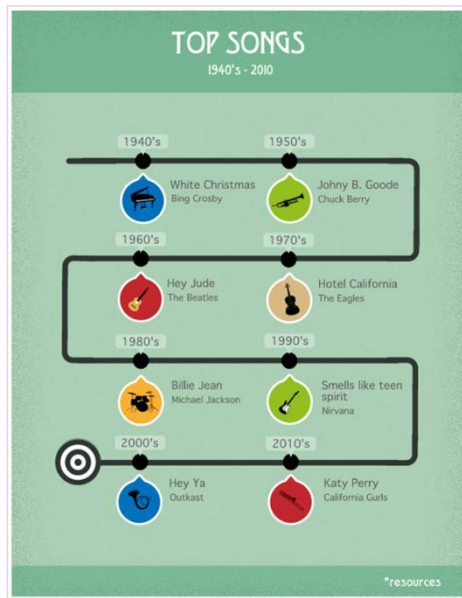 TOP SONGS
1940's - 2010
1940's
White Christmas
Bing Crosby
1950's
Johny B. Goode
Chuck Berry
1960's
Hey Jude
The Beatles
1970's
Hotel California
The Eagles
1980's
Billie Jean
Michael Jackson
1990's
Smells like teen
spirit
Nirvana
2000's
Hey Ya
Outkast
2010's
Katy Perry
California Gurls
*resources